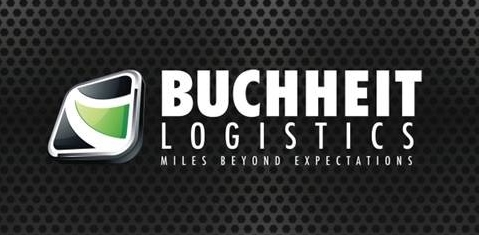 BUCHHEIT
LOGISTICS
MILES BEYOND EXPECTATIONS